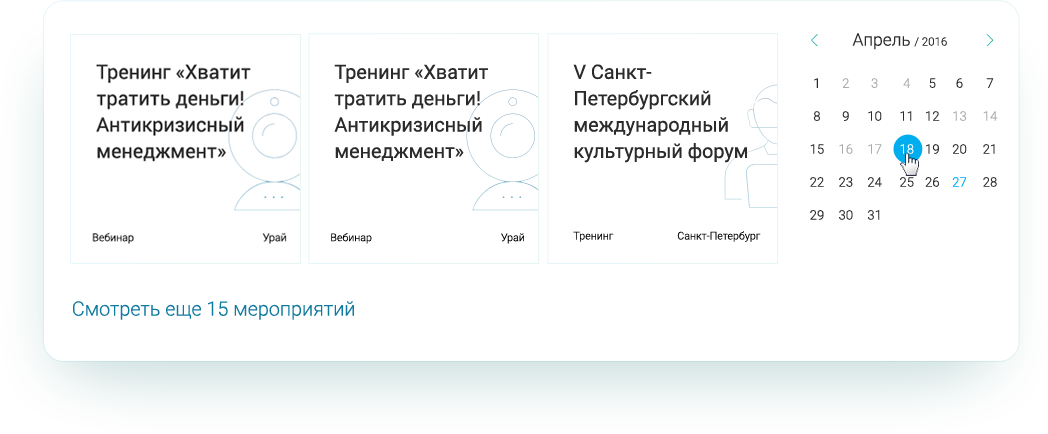 Тренинг «Хватит
тратить деньги!
Антикризисный
менеджмент»
Вебинар
Урай
Тренинг «Хватит
тратить деньги!
Антикризисный
менеджмент»
Вебинар
Урай
V Санкт-
Петербургский
международный
культурный форум
Тренинг
Санкт-Петербург
Апрель / 2016
1 2 3 4 5 6 7
8 9 10 11 12 13 14
15 16 17 18 19 20 21
22 23 24 25 26 27 28
29 30 31
Смотреть еще 15 мероприятий